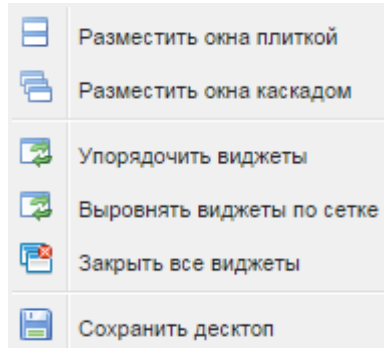 Разместить окна плиткой
Разместить окна каскадом
Упорядочить виджеты
Выровнять виджеты по сетке
Закрыть все виджеты
Сохранить десктоп